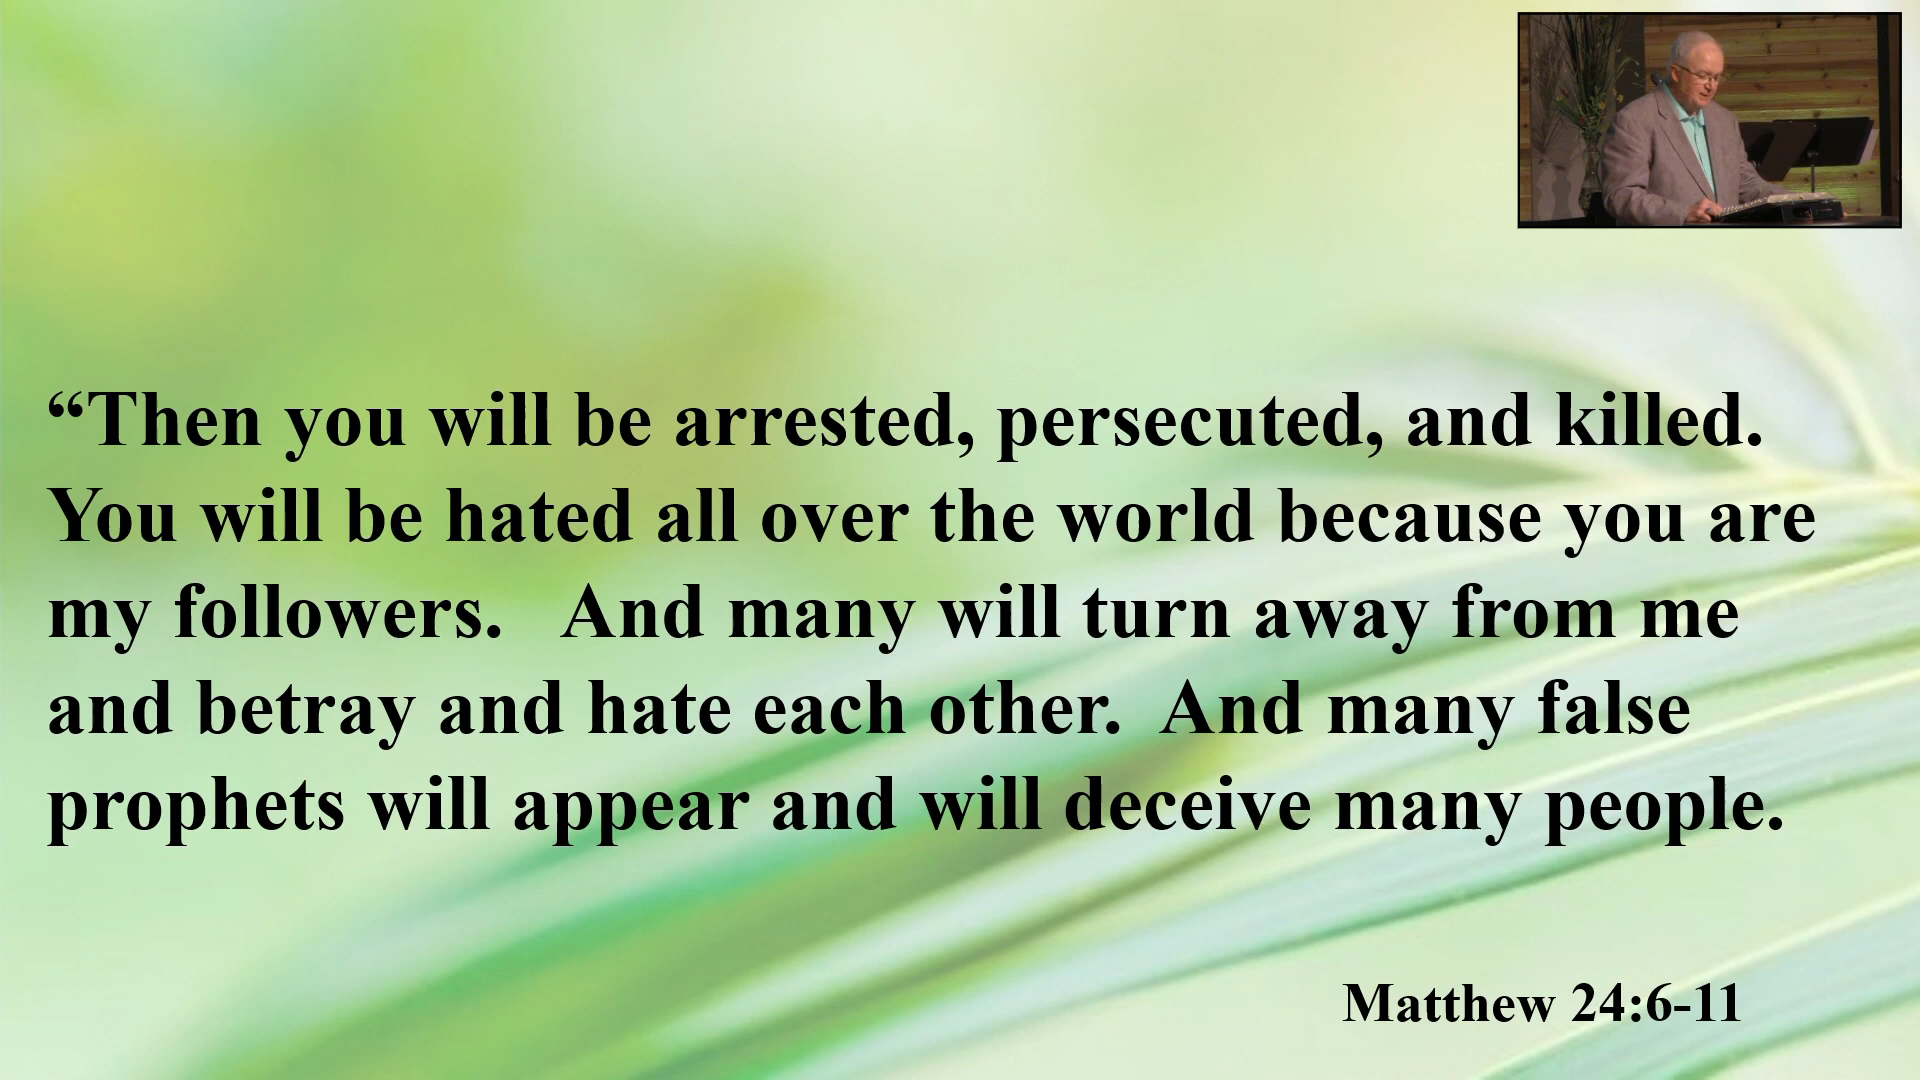 “Then you will be arrested, persecuted, and killed.
You will be hated all over the world because you are
my followers.   And many will turn away from me
and betray and hate each other.  And many false
prophets will appear and will deceive many people.
Matthew 24:6-11